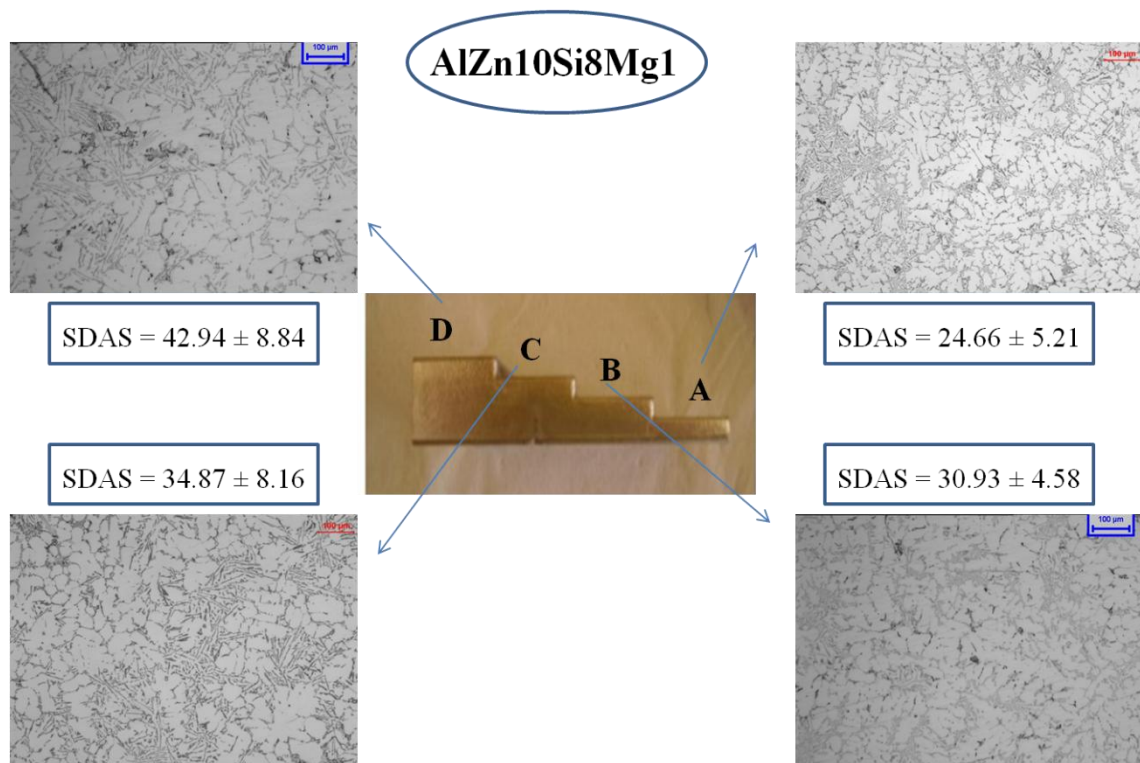 AlZn10Si8Mg1
100 µm
100 µm
SDAS = 42.94 ± 8.84
SDAS = 24.66 ± 5.21
D
C
B
A
SDAS = 34.87 ± 8.16
SDAS = 30.93 ± 4.58
100 µm
100 µm